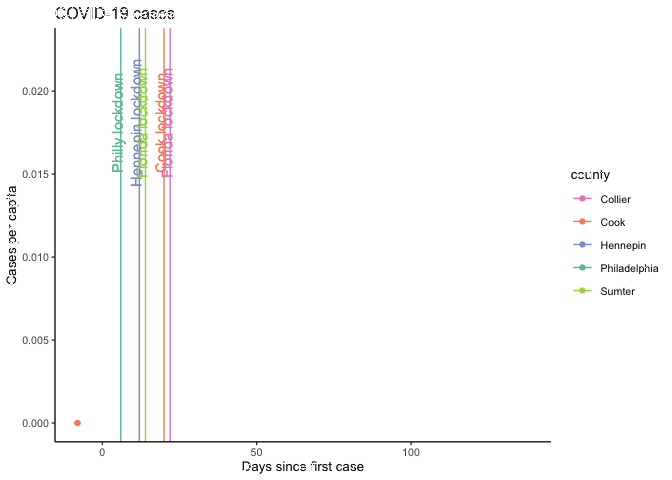 COVID-19 cases
Philly lockdown
Hennepin lockdown
Florida lockdown
Cook lockdown
Florida lockdown
Cases per capita
0.020
0.015
0.010
0.005
0.000
0
50
100
Days since first case
county
Collier
Cook
Hennepin
Philadelphia
Sumter